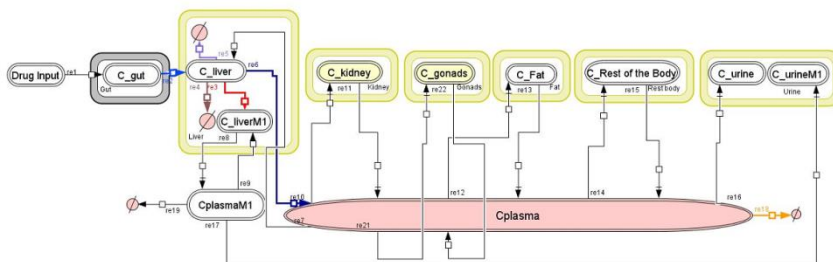 Drug Input
re1
C_gut
Gut
re5
C_liver
re6
re4
re3
C_liverM1
Liver
re8
re9
CplasmaM1
re19
re17
C_kidney
re11
Kidney
C_gonads
re22
Gonads
C_Fat
re13
Fat
C_Rest of the Body
re15
Rest body
C_urine
C_urineM1
Urine
re10
re7
re21
re12
re14
re16
Cplasma
re18